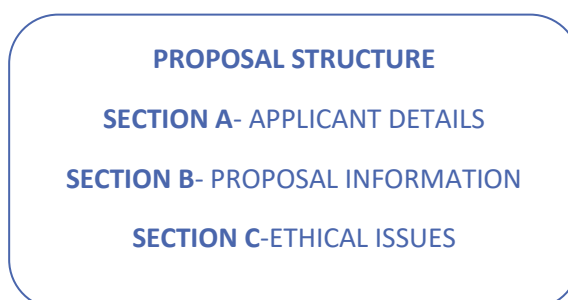 PROPOSAL STRUCTURE
SECTION A- APPLICANT DETAILS
SECTION B- PROPOSAL INFORMATION
SECTION C-ETHICAL ISSUES